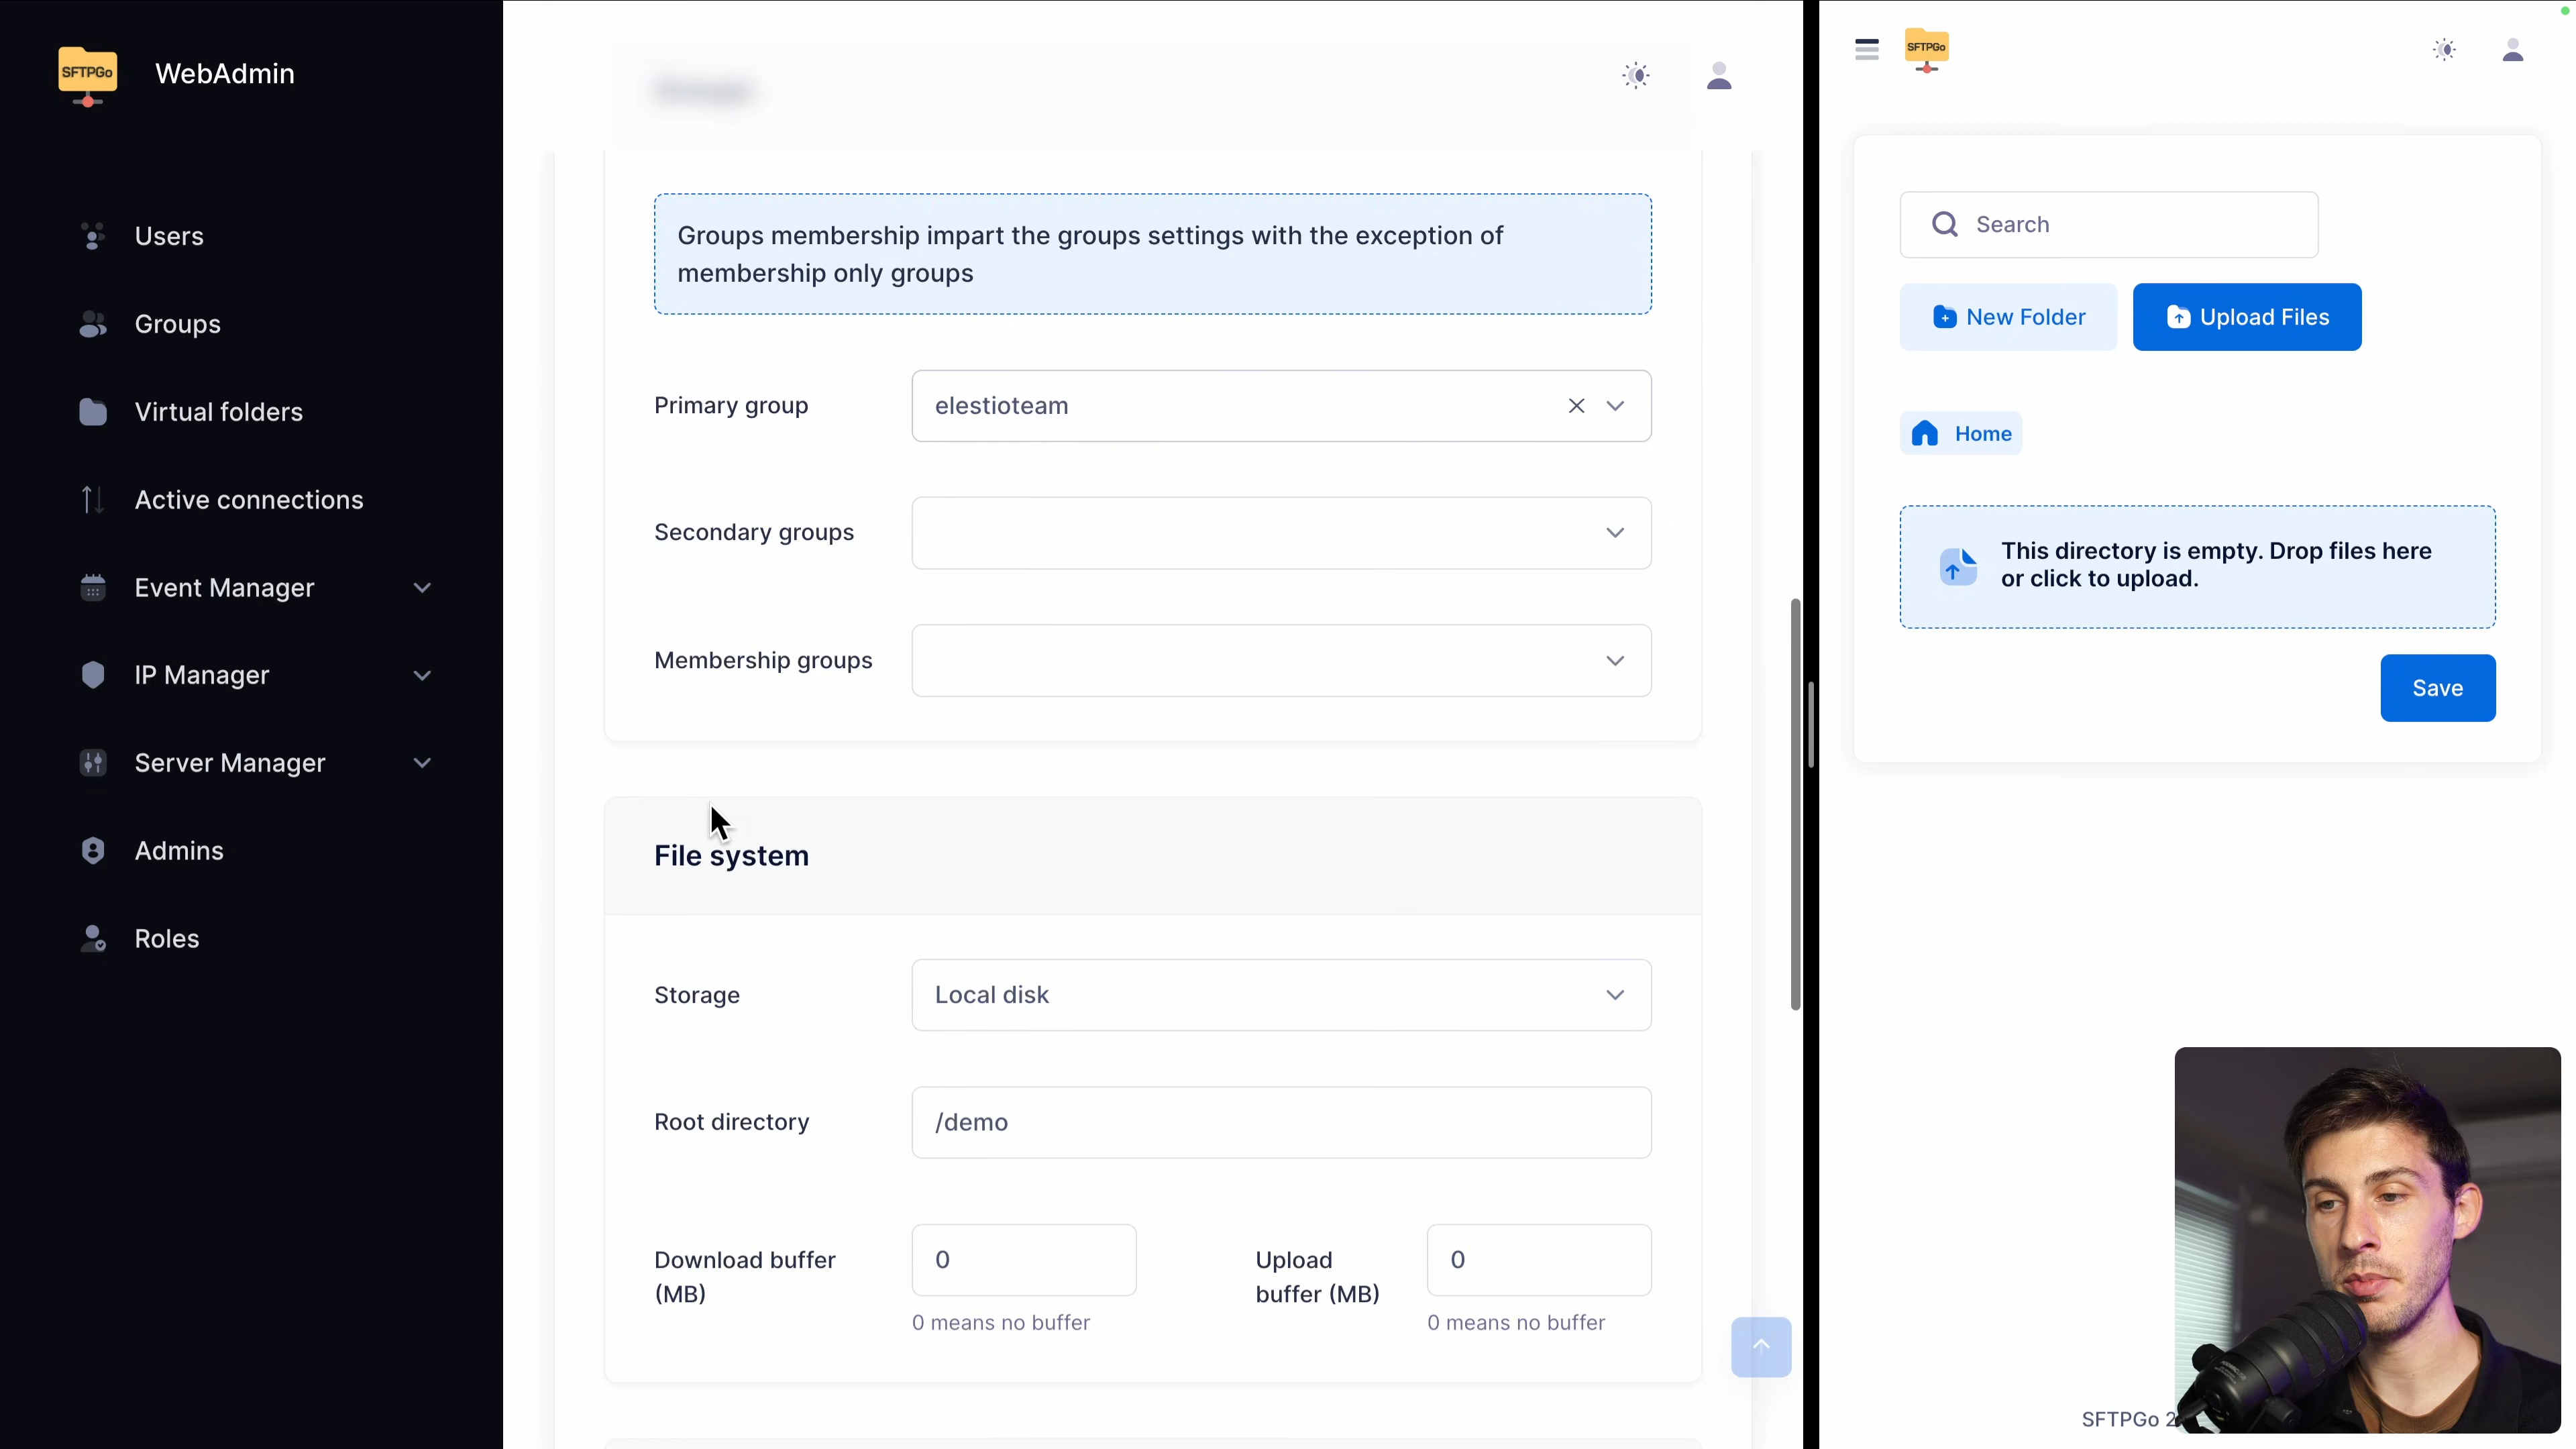 SFTPGo
WebAdmin
Users
Groups
Virtual folders
Active connections
Event Manager
IP Manager
Server Manager
Admins
Roles
Groups membership impart the groups settings with the exception of
membership only groups
Primary group
elestioteam
Secondary groups
Membership groups
File system
Storage
Local disk
Root directory
/demo
Download buffer
(MB)
0
0 means no buffer
Upload
buffer (MB)
0
0 means no buffer
SFTPGo
Search
New Folder
Upload Files
Home
This directory is empty. Drop files here
or click to upload.
Save
SFTPGo